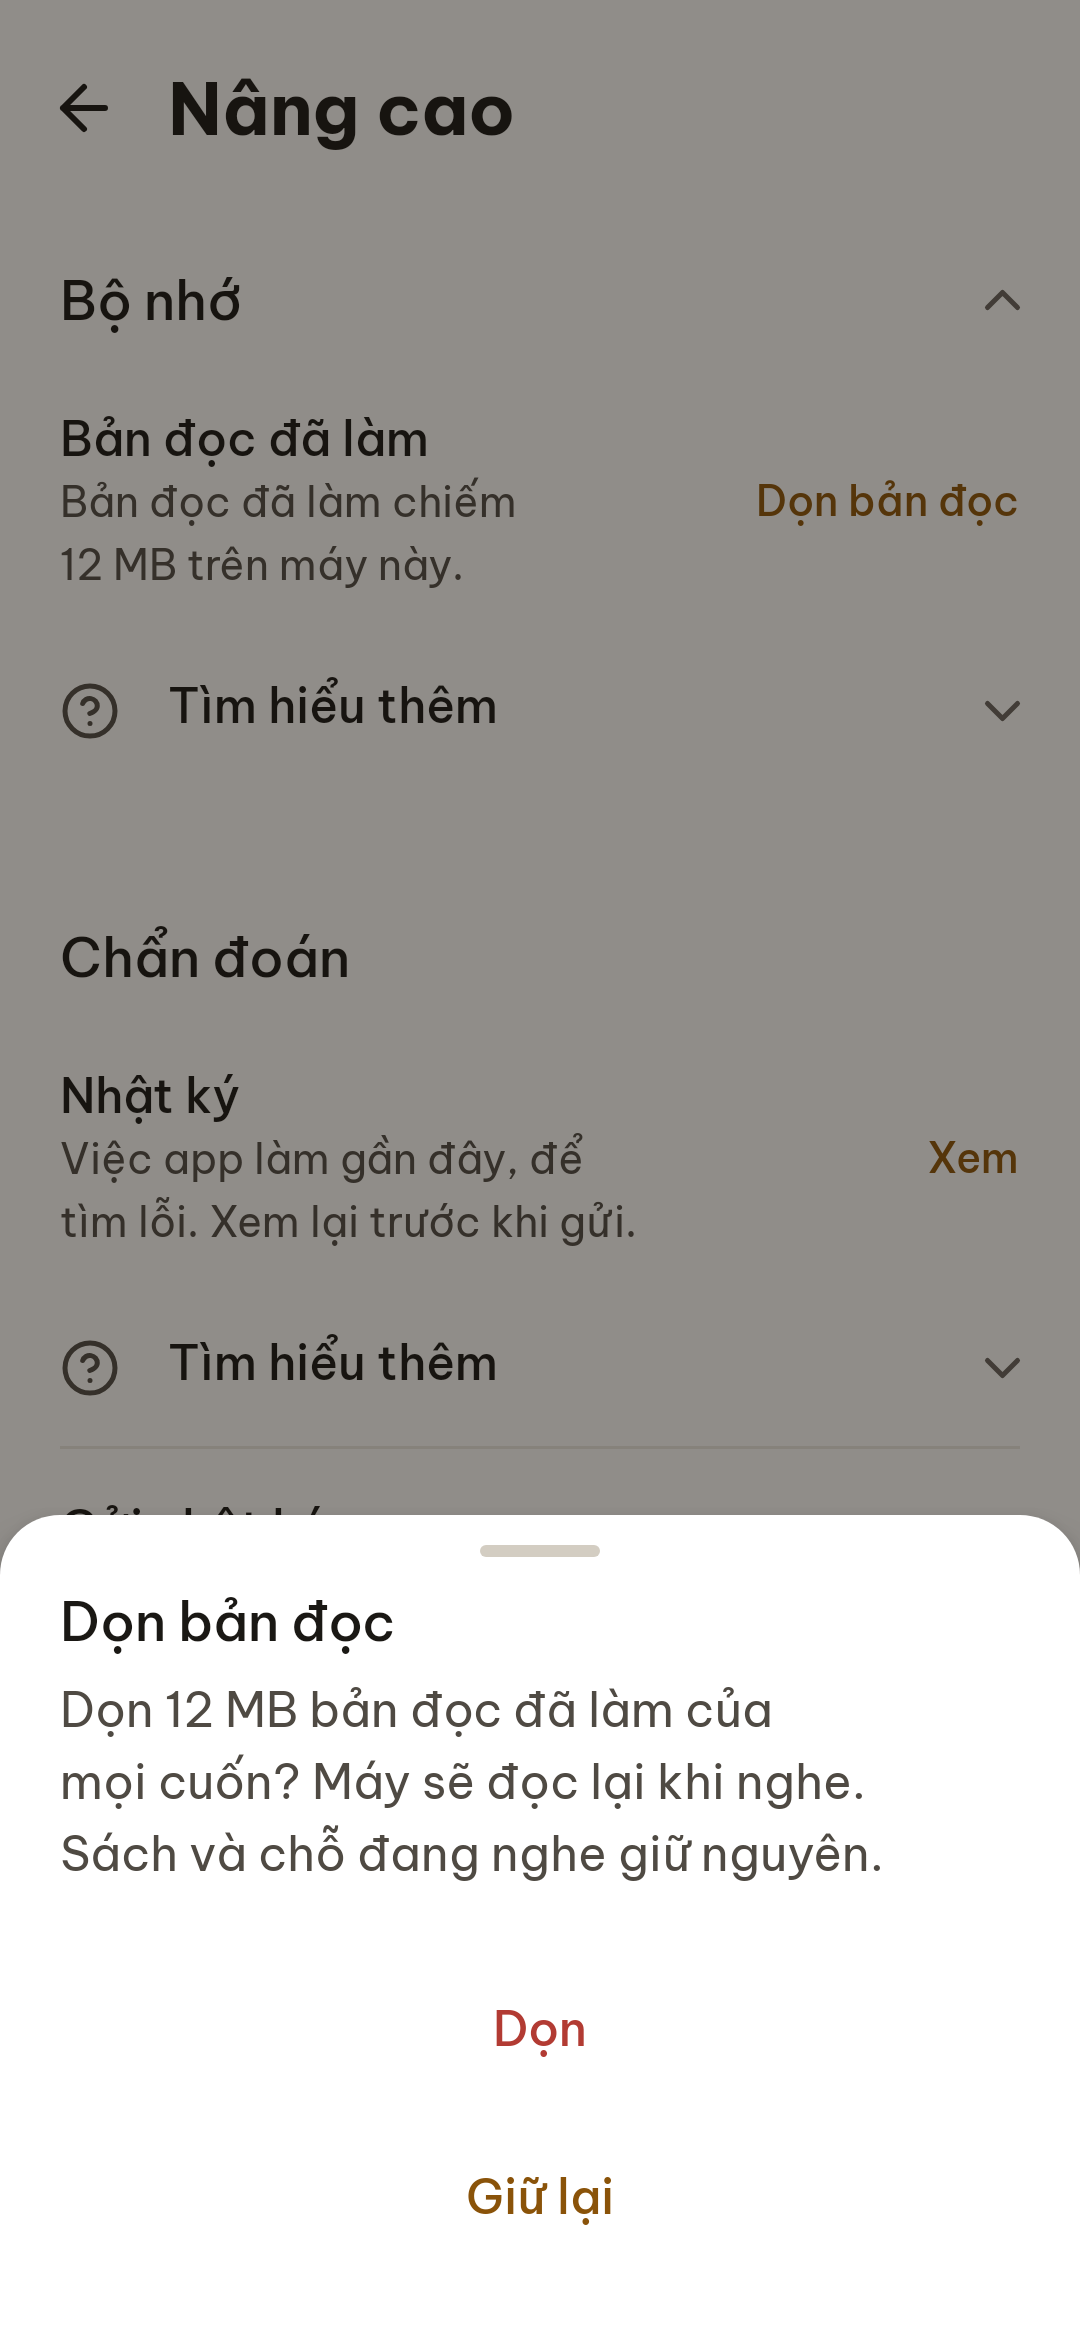 Nâng cao
Bộ nhớ
Bản đọc đã làm
Bản đọc đã làm chiếm
12 MB trên máy này.
Dọn bản đọc
Tìm hiểu thêm
Chẩn đoán
Nhật ký
Việc app làm gần đây, để
tìm lỗi. Xem lại trước khi gửi.
Xem
Tìm hiểu thêm
Dọn bản đọc
Dọn 12 MB bản đọc đã làm của
mọi cuốn? Máy sẽ đọc lại khi nghe.
Sách và chỗ đang nghe giữ nguyên.
Dọn
Giữ lại